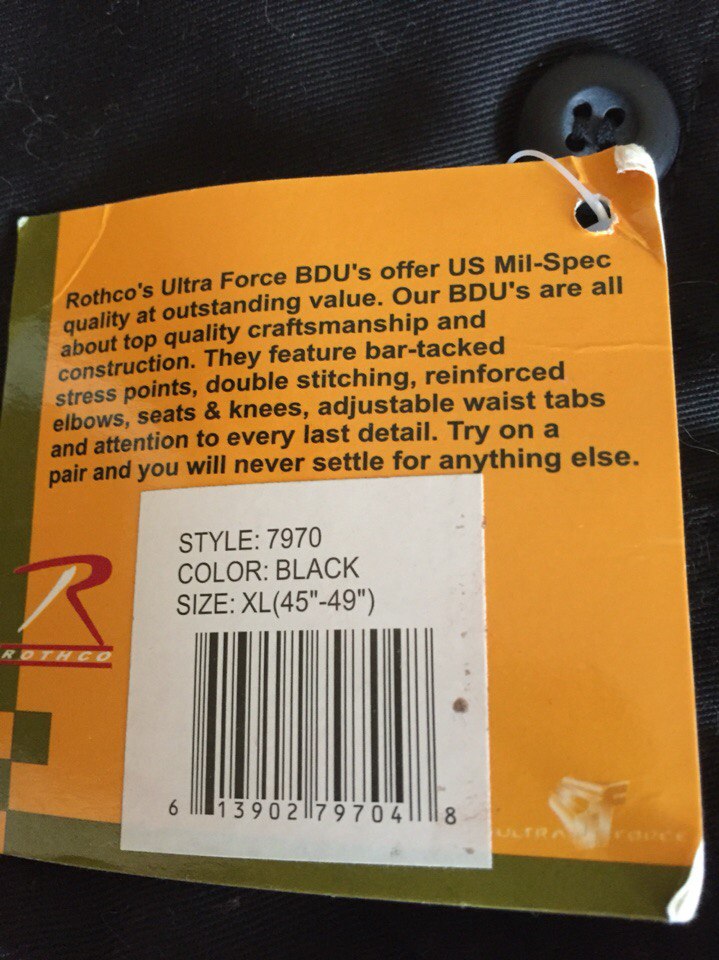 Rothco's Ultra Force BDU's offer US Mil-Spec
quality at outstanding value. Our BDU's are all
about top quality craftsmanship and
construction. They feature bar-tacked
stress points, double stitching, reinforced
elbows, seats & knees, adjustable waist tabs
and attention to every last detail. Try on a
pair and you will never settle for anything else.
STYLE: 7970
COLOR: BLACK
SIZE: XL(45"-49")
R
ROTHCO
6 13902 79704 8
ULTRA FORCE